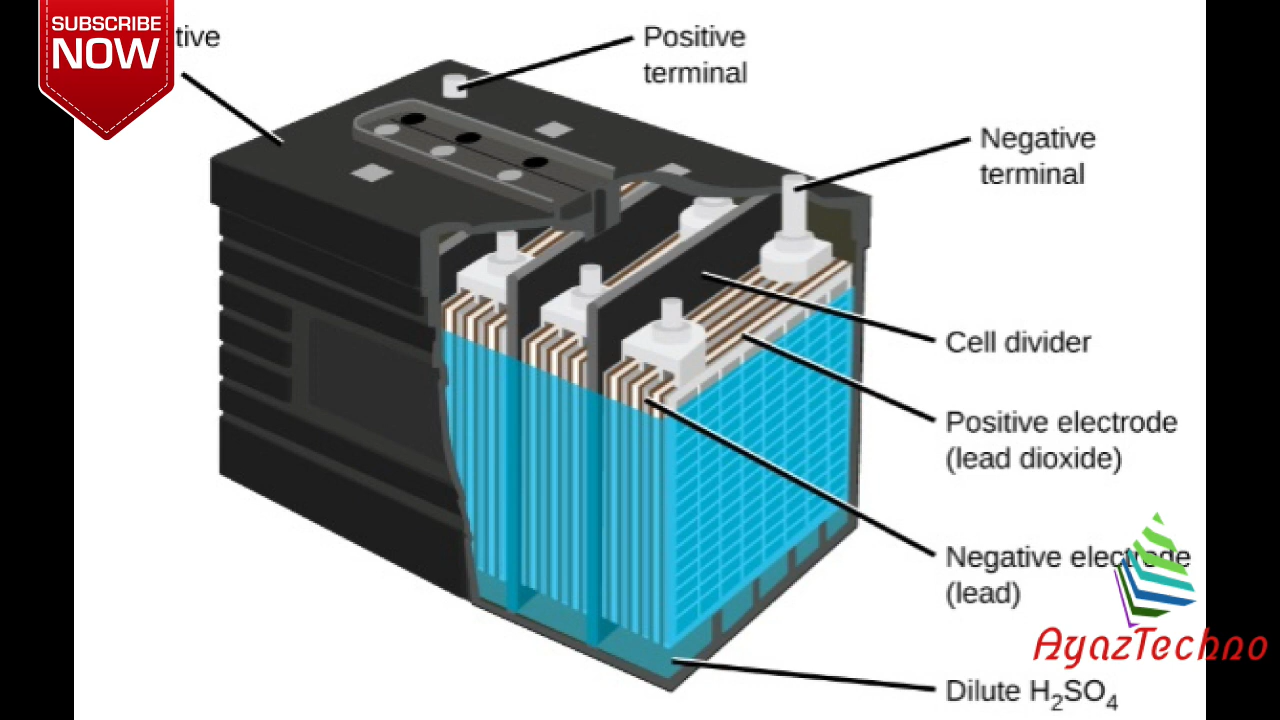 SUBSCRIBE
NOW
tive
Positive
terminal
Negative
terminal
Cell divider
Positive electrode
(lead dioxide)
Negative electrode
(lead)
AyazTechno
Dilute H₂SO₄